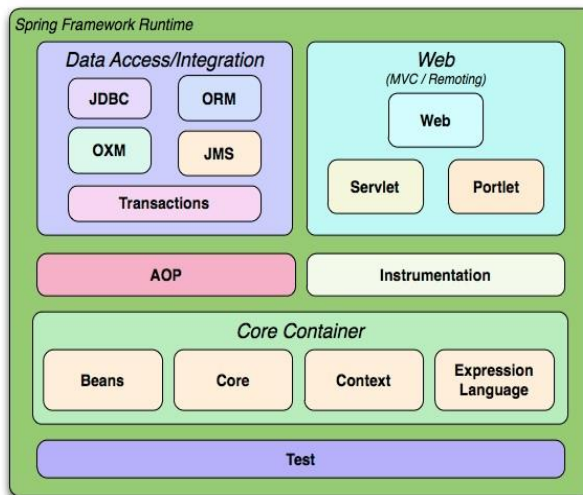 Spring Framework Runtime
Data Access/Integration
JDBC
ORM
OXM
JMS
Transactions
Web
(MVC / Remoting)
Web
Servlet
Portlet
AOP
Instrumentation
Core Container
Beans
Core
Context
Expression
Language
Test